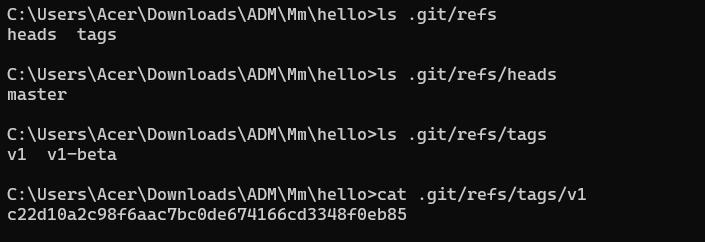 C:\Users\Acer\Downloads\ADM\Mm\hello>ls .git/refs
heads  tags
C:\Users\Acer\Downloads\ADM\Mm\hello>ls .git/refs/heads
master
C:\Users\Acer\Downloads\ADM\Mm\hello>ls .git/refs/tags
v1  v1-beta
C:\Users\Acer\Downloads\ADM\Mm\hello>cat .git/refs/tags/v1
c22d10a2c98f6aac7bc0de674166cd3348f0eb85